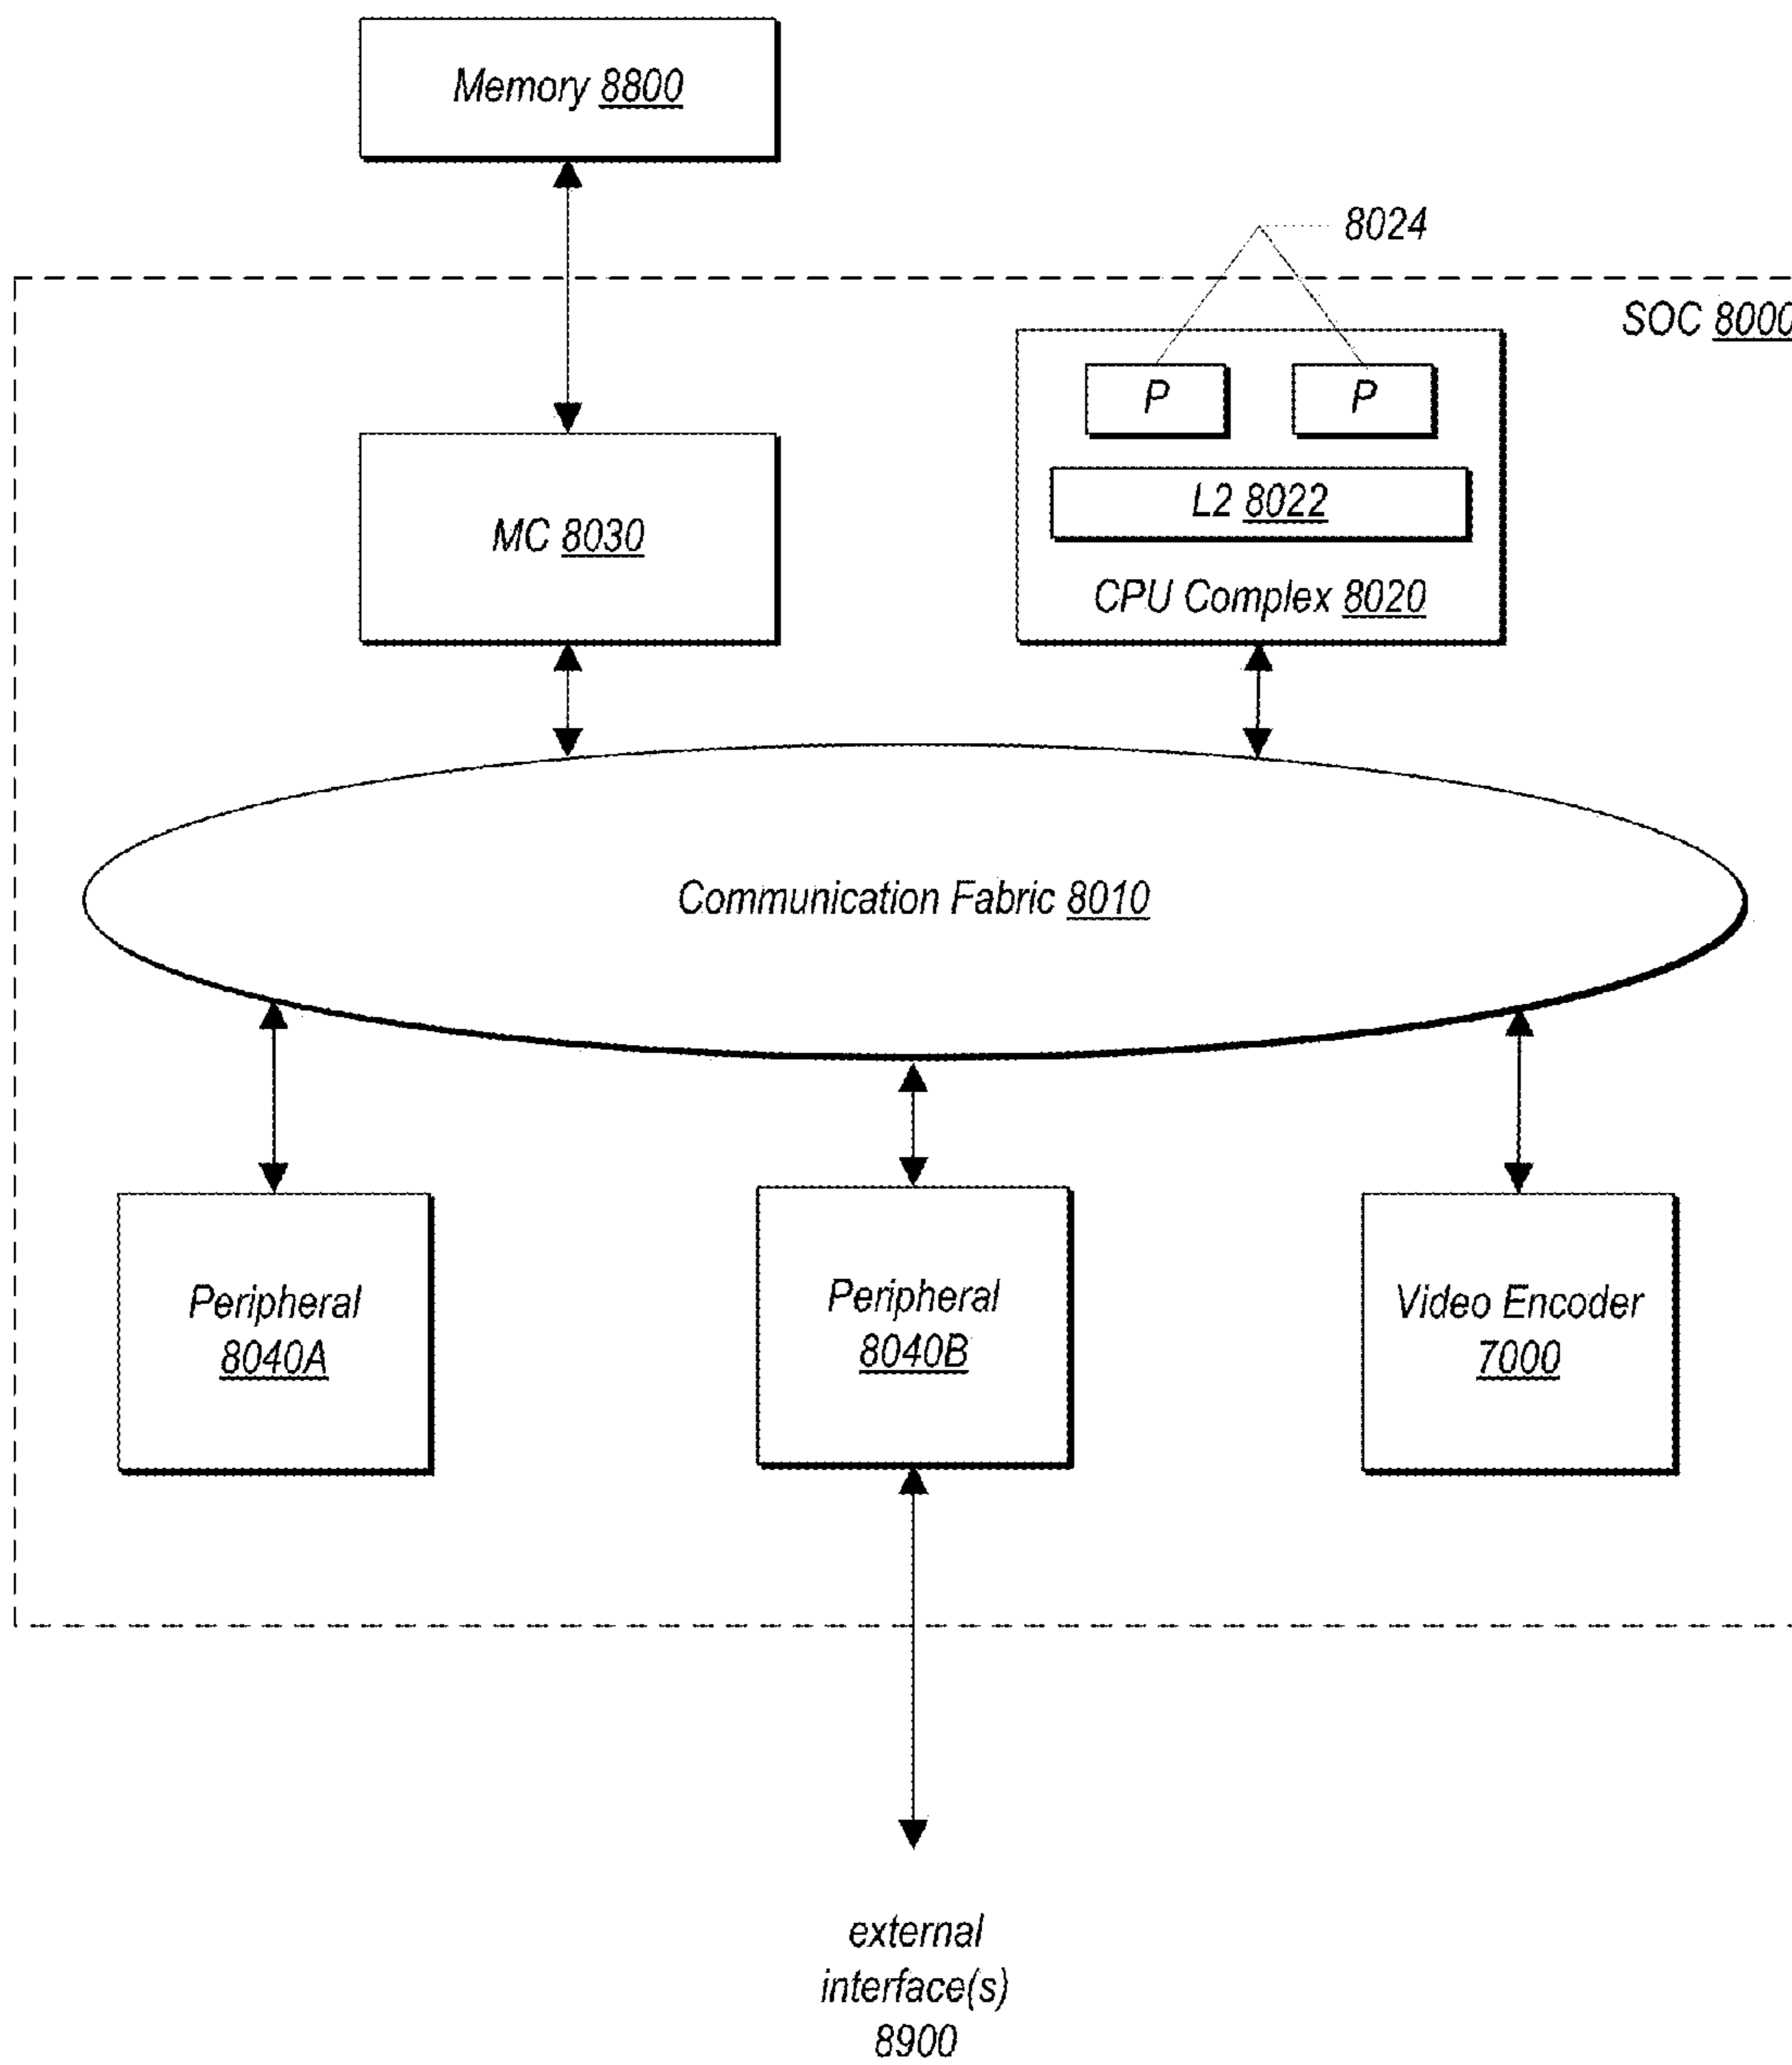 Memory 8800
8024
SOC 8000
P
P
L2 8022
MC 8030
CPU Complex 8020
Communication Fabric 8010
Peripheral
8040A
Peripheral
8040B
Video Encoder
7000
external
interface(s)
8900